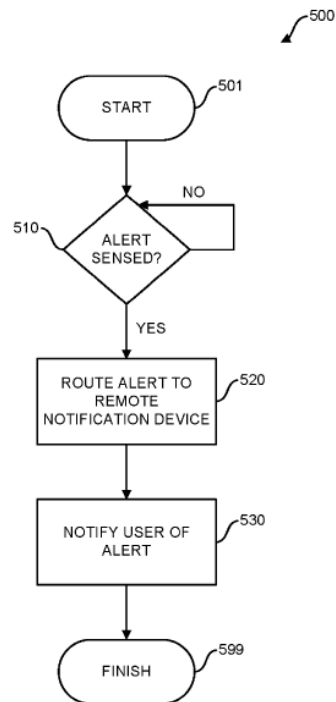 500
START
501
NO
510
ALERT
SENSED?
YES
ROUTE ALERT TO
REMOTE
NOTIFICATION DEVICE
520
NOTIFY USER OF
ALERT
530
FINISH
599